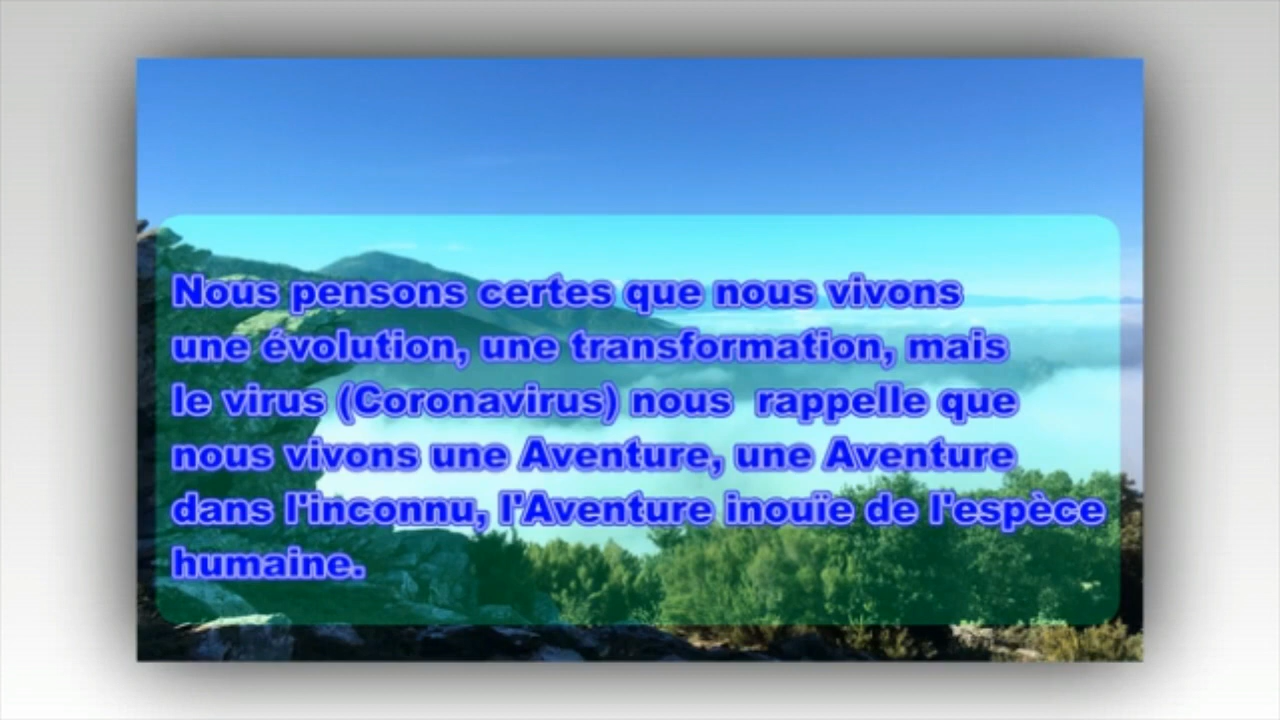 Nous pensons certes que nous vivons
une évolution, une transformation, mais
le virus (Coronavirus) nous  rappelle que
nous vivons une Aventure, une Aventure
dans l'inconnu, l'Aventure inouïe de l'espèce
humaine.